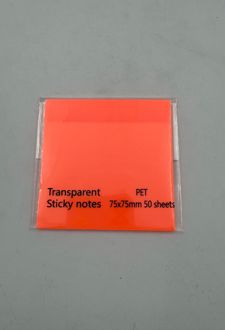 Transparent PET
Sticky notes 75x75mm 50 sheets